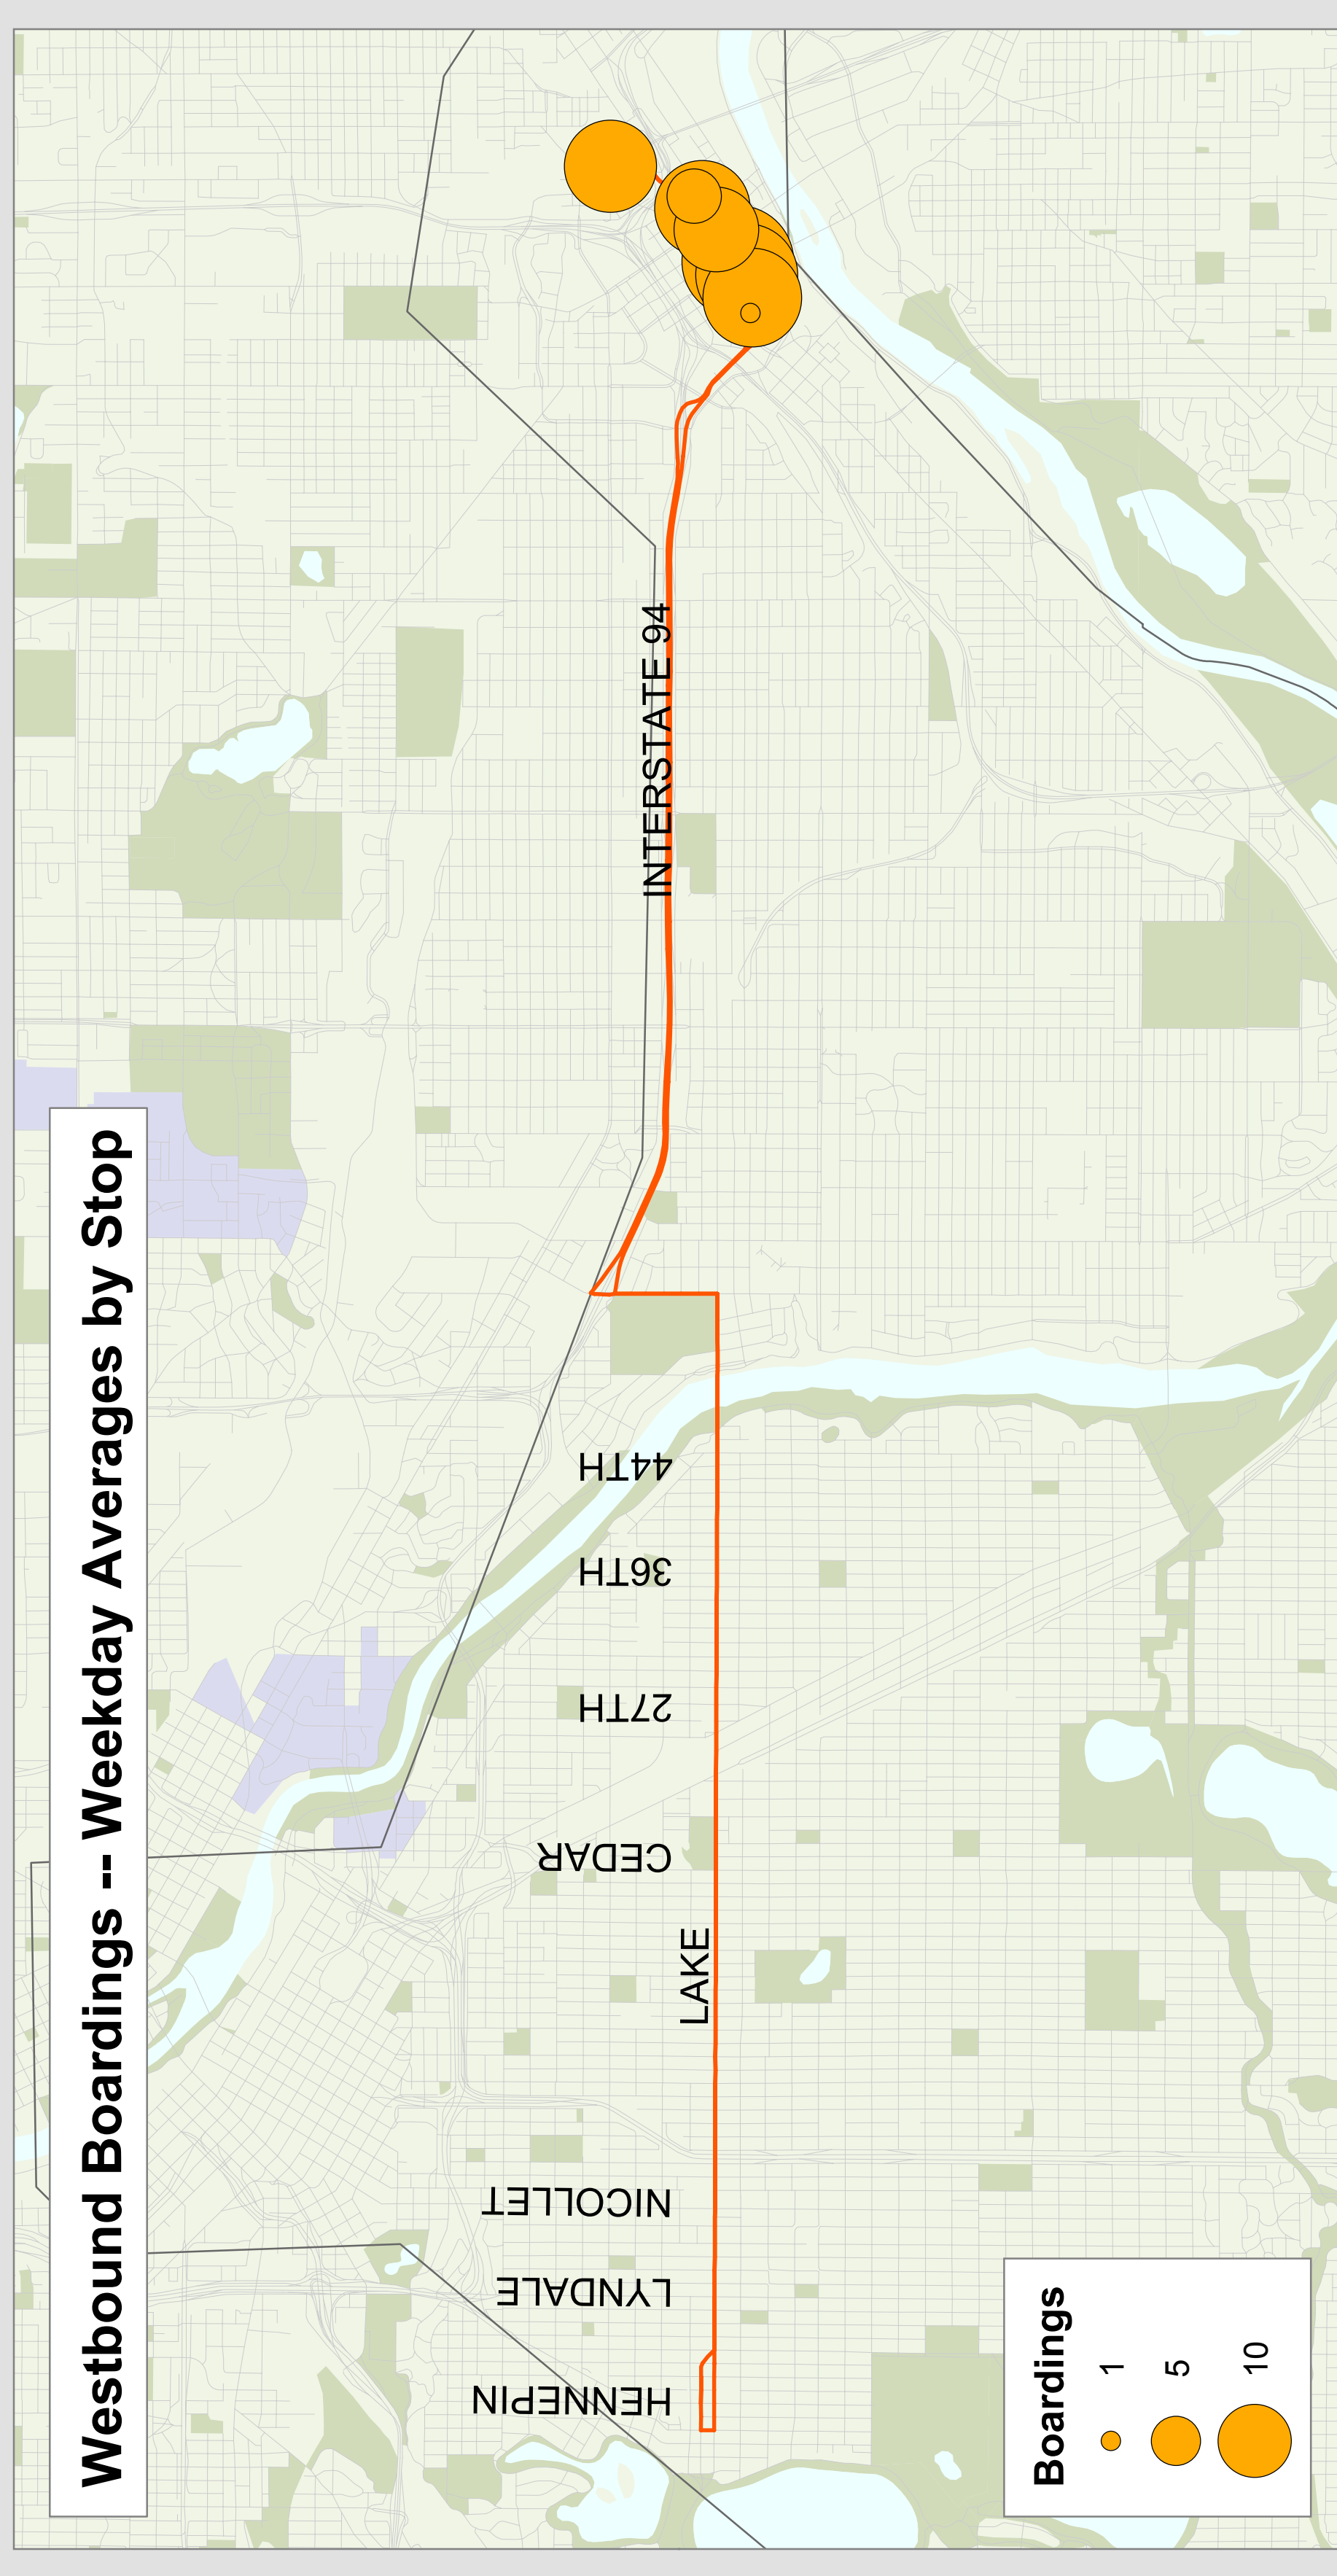 Westbound Boardings -- Weekday Averages by Stop
INTERSTATE 94
44TH
36TH
27TH
CEDAR
LAKE
NICOLLET
LYNDALE
HENNEPIN
Boardings
1
5
10